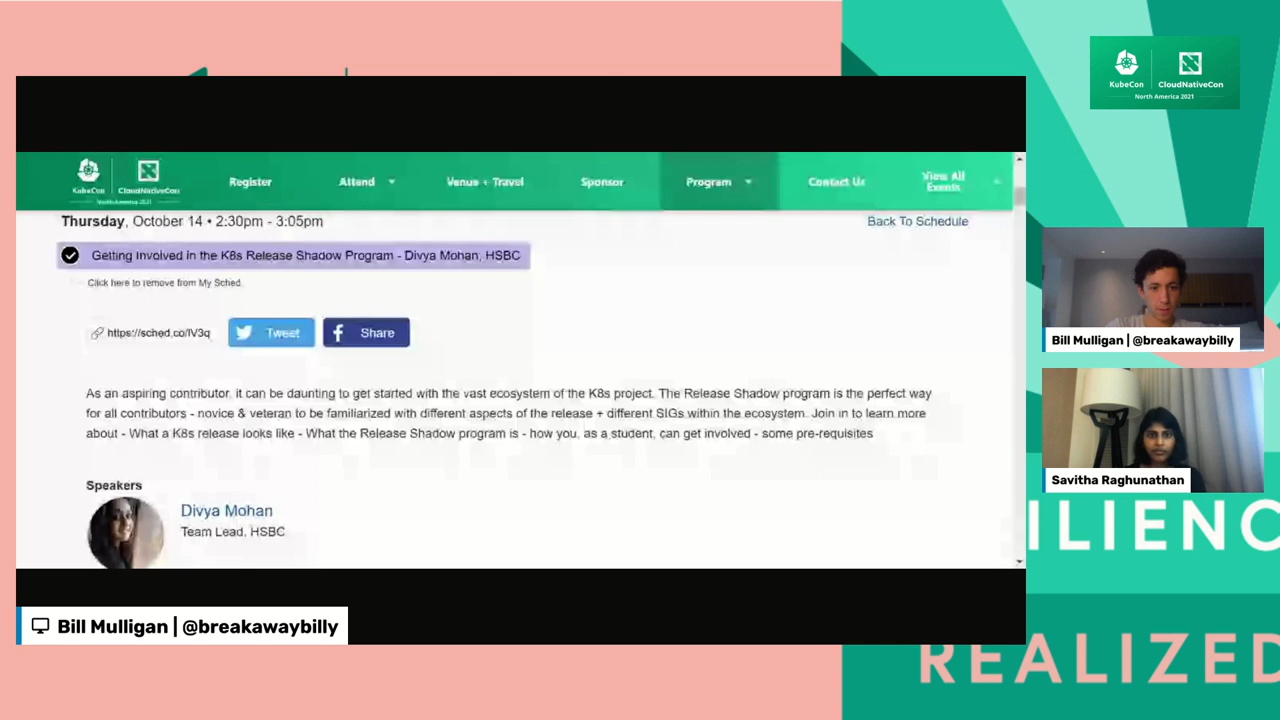 KubeCon
CloudNativeCon
North America 2021
KubeCon
CloudNativeCon
North America 2021
Register
Attend
Venue + Travel
Sponsor
Program
Contact Us
View All
Events
Thursday, October 14 • 2:30pm - 3:05pm
Back To Schedule
Getting Involved in the K8s Release Shadow Program - Divya Mohan, HSBC
Click here to remove from My Sched.
https://sched.co/lV3q
Tweet
Share
As an aspiring contributor, it can be daunting to get started with the vast ecosystem of the K8s project. The Release Shadow program is the perfect way
for all contributors - novice & veteran to be familiarized with different aspects of the release + different SIGs within the ecosystem. Join in to learn more
about - What a K8s release looks like - What the Release Shadow program is - how you, as a student, can get involved - some pre-requisites
Speakers
Divya Mohan
Team Lead, HSBC
Bill Mulligan | @breakawaybilly
Savitha Raghunathan
ILIENC
REALIZED
Bill Mulligan | @breakawaybilly